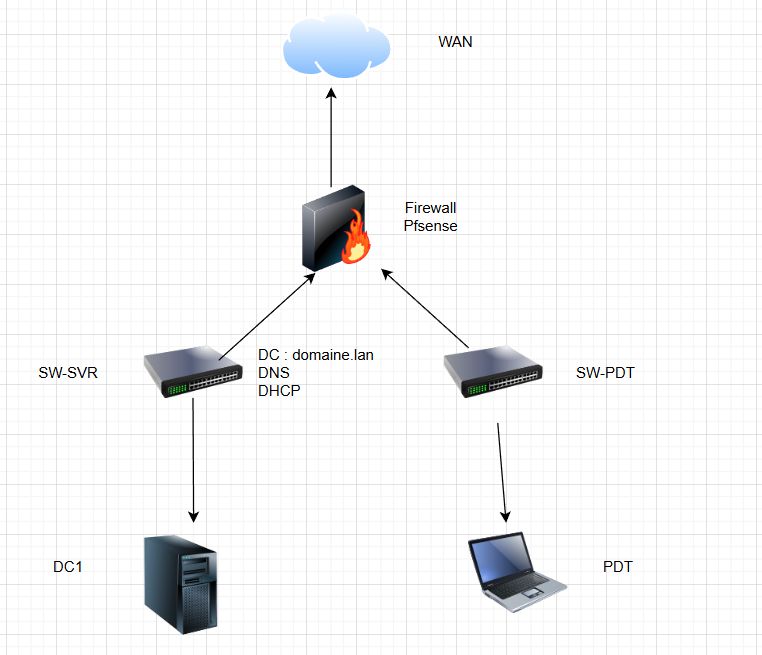 WAN
Firewall
Pfsense
SW-SVR
DC : domaine.lan
DNS
DHCP
SW-PDT
DC1
PDT